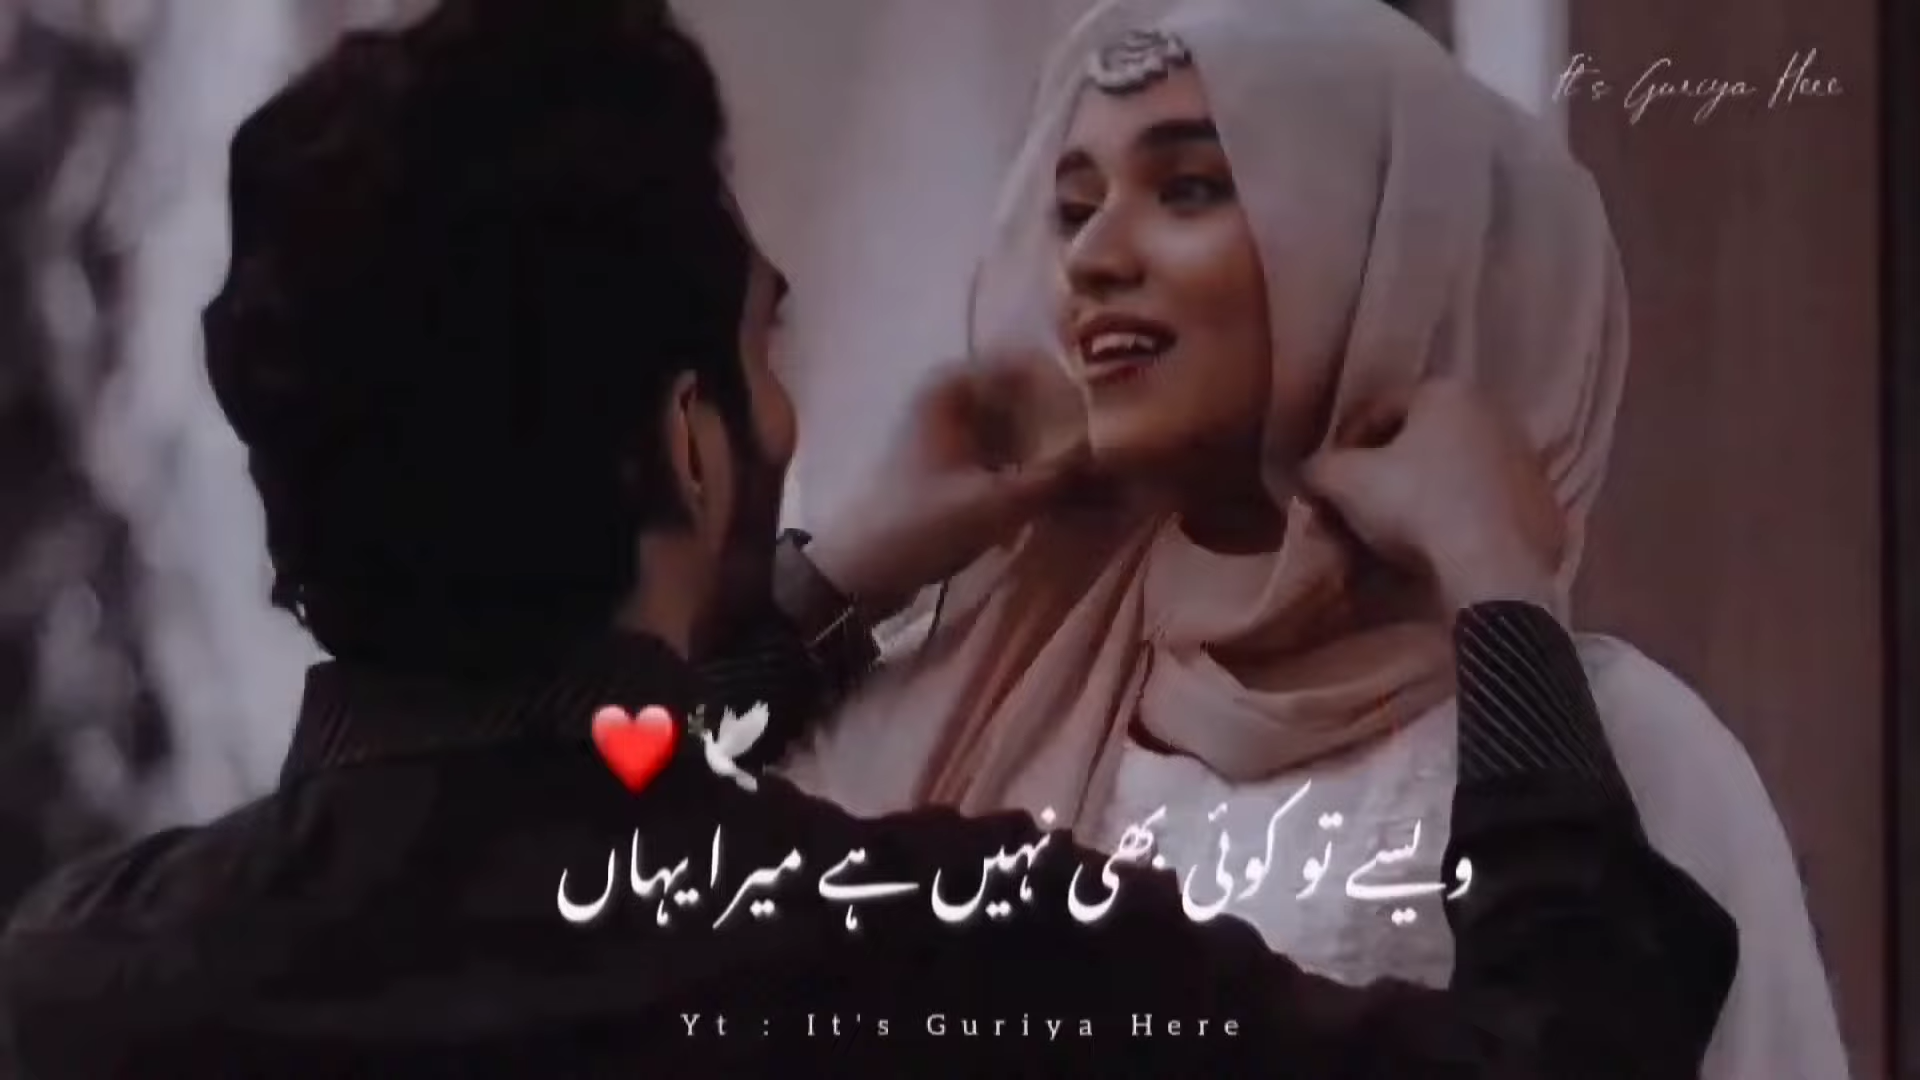 It's Guriya Here
❤️🕊️
ویسے تو کوئی بھی نہیں ہے میرا یہاں
Yt : It's Guriya Here